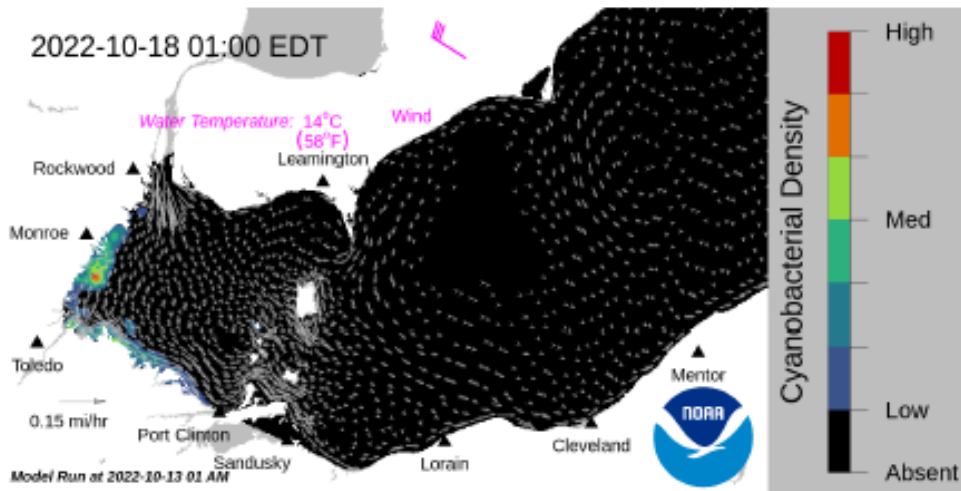 2022-10-18 01:00 EDT
Water Temperature: 14°C
(58°F)
Wind
Leamington
Rockwood
Monroe
Toledo
0.15 mi/hr
Port Clinton
Sandusky
Lorain
Cleveland
Mentor
NOAA
Model Run at 2022-10-13 01 AM
Cyanobacterial Density
High
Med
Low
Absent